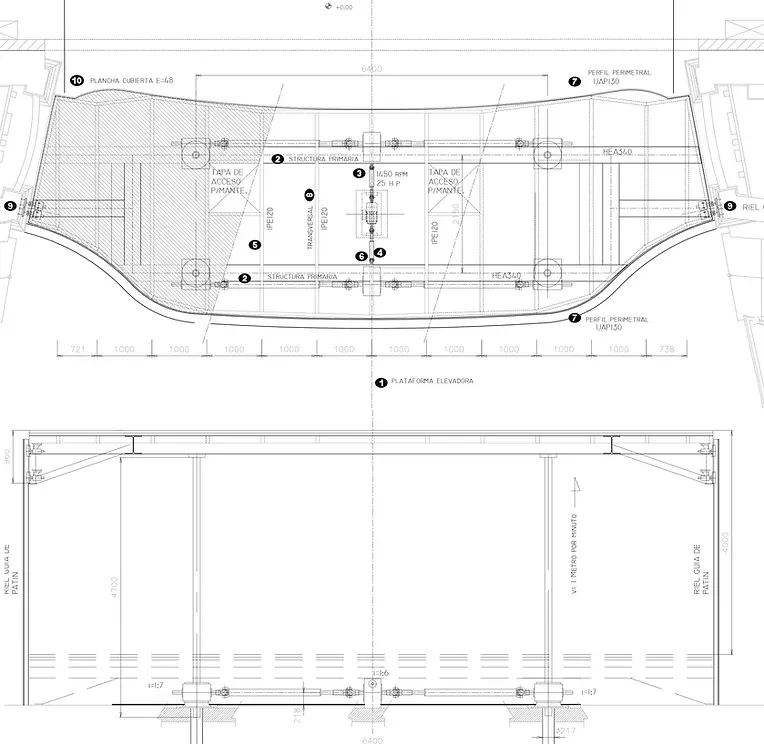 +0.00
10 PLANCHA CUBIERTA E=48
6400
7 PERFIL PERIMETRAL
UAP130
2 STRUCTURA PRIMARIA
HEA340
TAPA DE
ACCESO
P/MANTE.
3 1450 RPM
25 H P
TAPA DE
ACCESO
P/MANTE.
8
TRANSVERSAL
IPE120
IPE120
IPE120
2150
9
9 RIEL
5
6
4
2 STRUCTURA PRIMARIA
HEA340
7 PERFIL PERIMETRAL
UAP130
721 1000 1000 1000 1000 1000 1000 1000 1000 1000 1000 738
1 PLATAFORMA ELEVADORA
960
4700
V= 1 METRO POR MINUTO
4000
RIEL GUIA DE
PATIN
RIEL GUIA DE
PATIN
i=1:7
i=1:6
i=1:7
218
ø217
6400